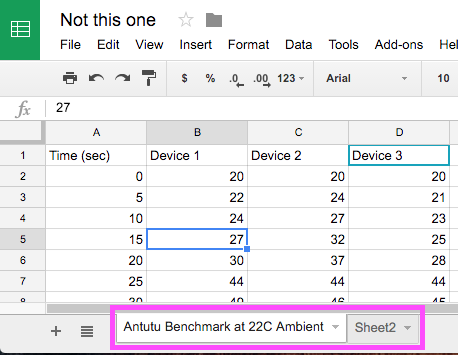 Not this one
File Edit View Insert Format Data Tools Add-ons Hel
$ % .0 .00 123 Arial 10
fx 27
A B C D
1 Time (sec) Device 1 Device 2 Device 3
2 0 20 20 20
3 5 22 24 21
4 10 24 27 23
5 15 27 32 25
6 20 30 37 28
7 25 44 44 44
8 30 49 46 45
+ Antutu Benchmark at 22C Ambient Sheet2